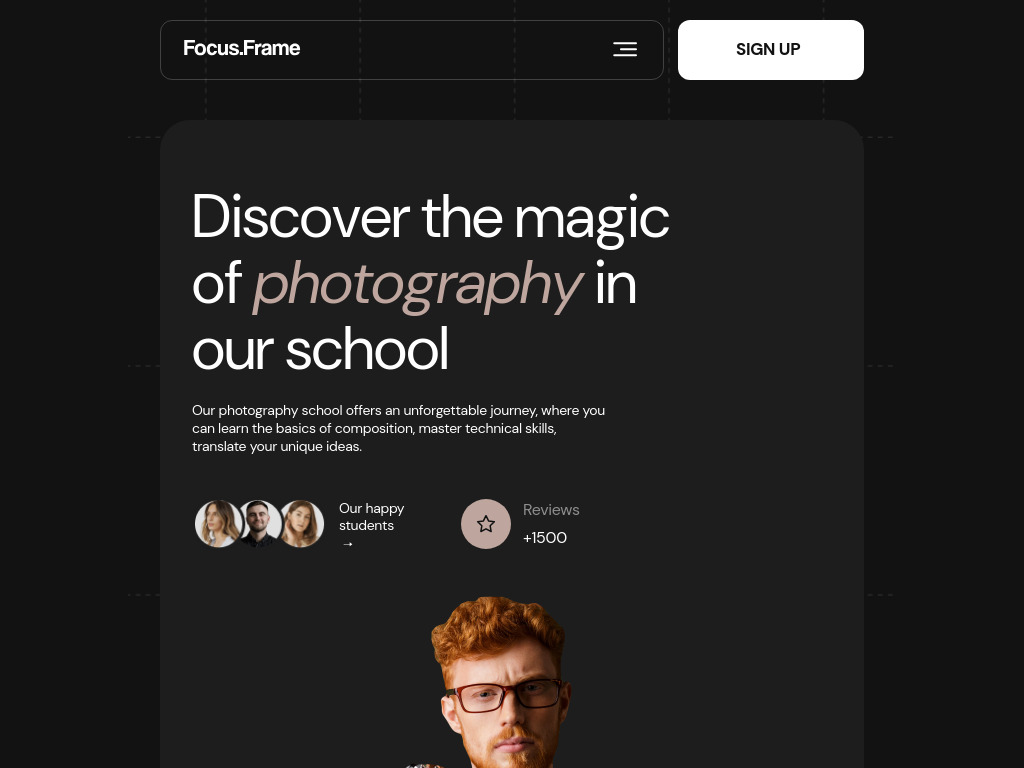 Focus.Frame
SIGN UP
Discover the magic
of photography in
our school
Our photography school offers an unforgettable journey, where you
can learn the basics of composition, master technical skills,
translate your unique ideas.
Our happy
students
→
Reviews
+1500